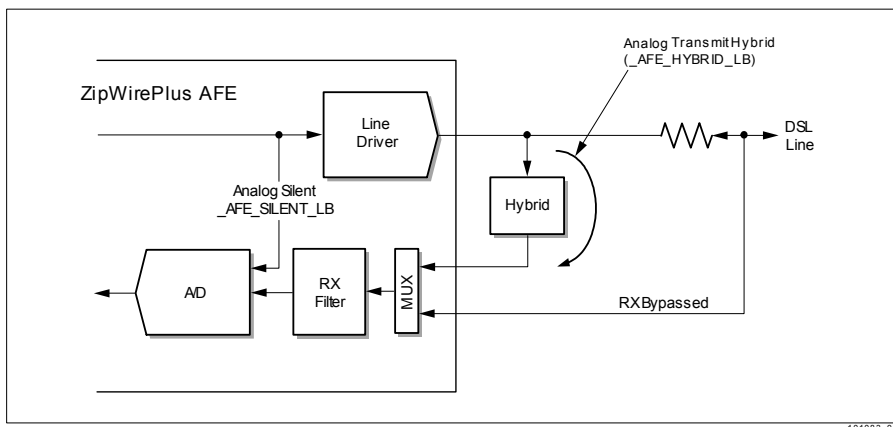 Analog Transmit Hybrid
(_AFE_HYBRID_LB)
ZipWirePlus AFE
Line
Driver
DSL
Line
Analog Silent
_AFE_SILENT_LB
Hybrid
A/D
RX
Filter
MUX
RXBypassed